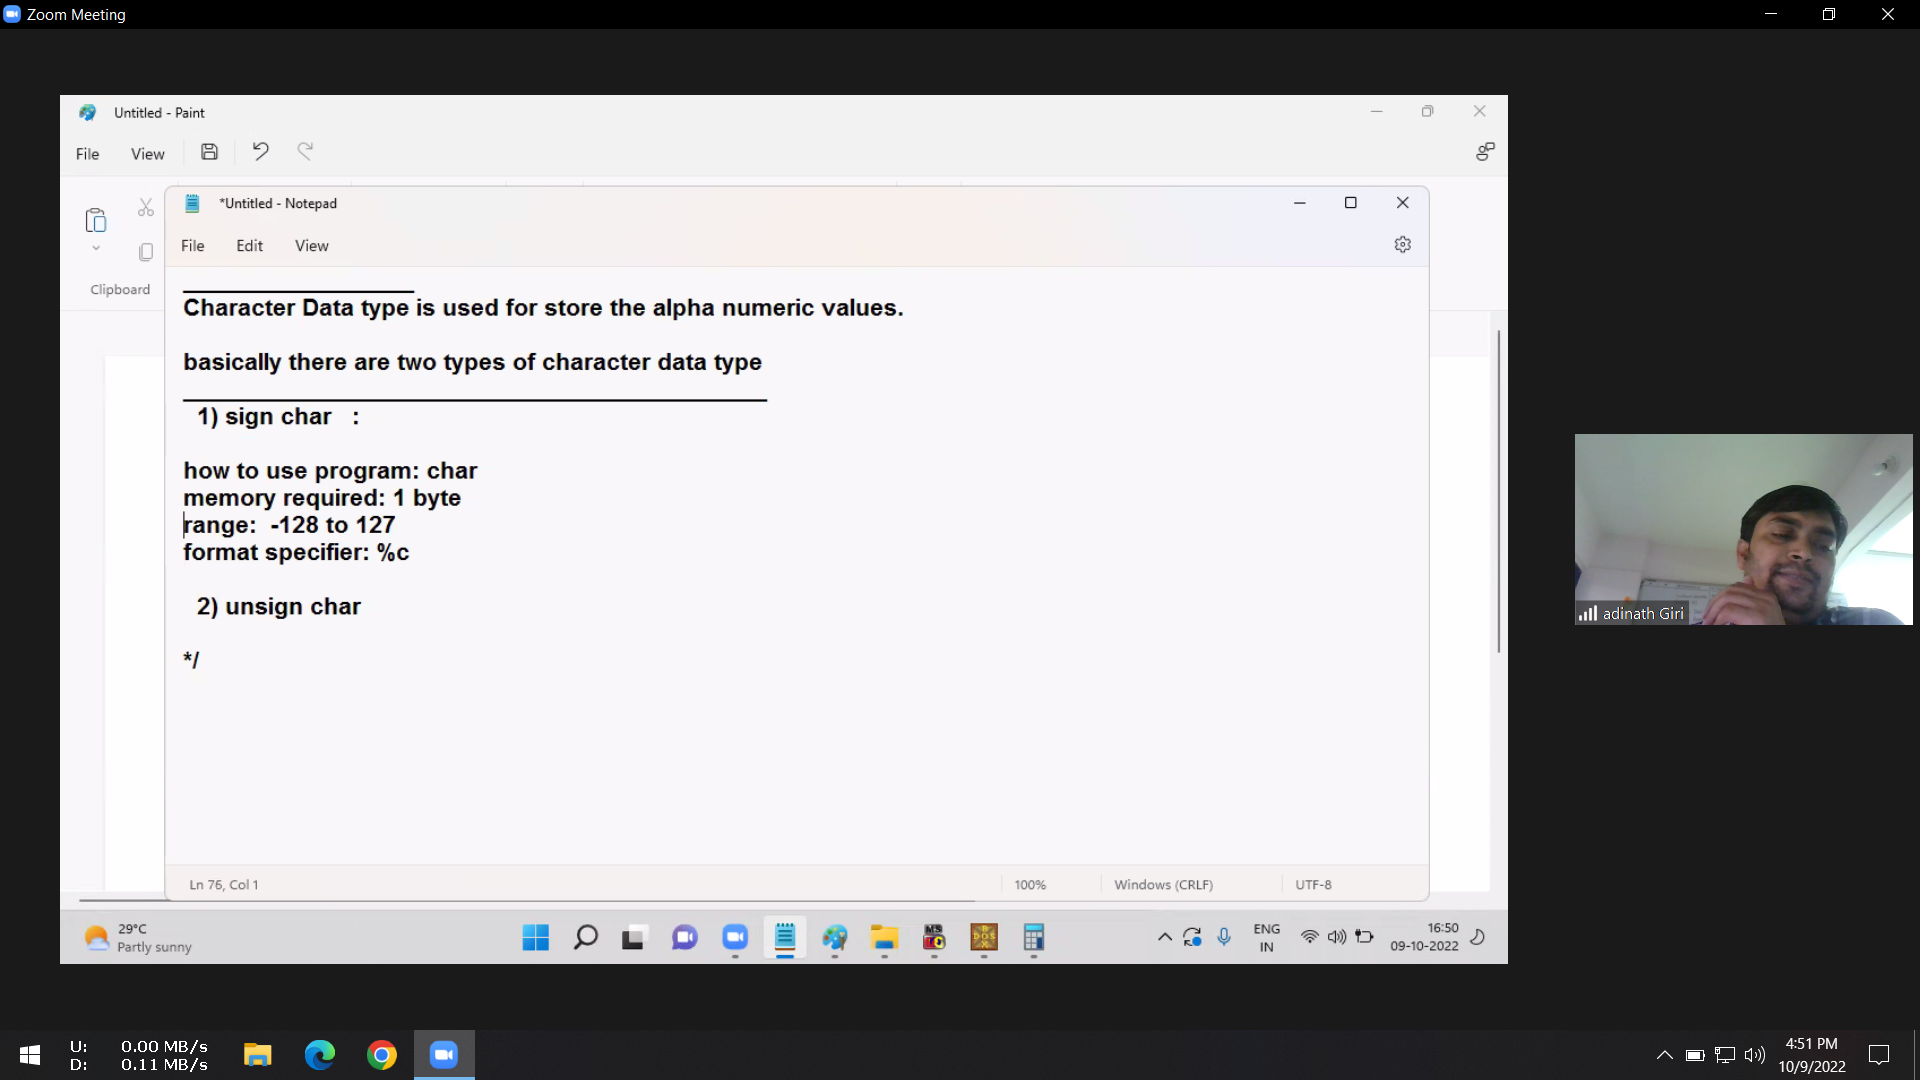 Zoom Meeting
Untitled - Paint
File View
*Untitled - Notepad
File Edit View
Clipboard
Character Data type is used for store the alpha numeric values.
basically there are two types of character data type
1) sign char :
how to use program: char
memory required: 1 byte
range: -128 to 127
format specifier: %c
2) unsign char
*/
adinath Giri
Ln 76, Col 1 100% Windows (CRLF) UTF-8
29°C
Partly sunny
MS
DOS
ENG
IN
16:50
09-10-2022
U: 0.00 MB/s
D: 0.11 MB/s
4:51 PM
10/9/2022